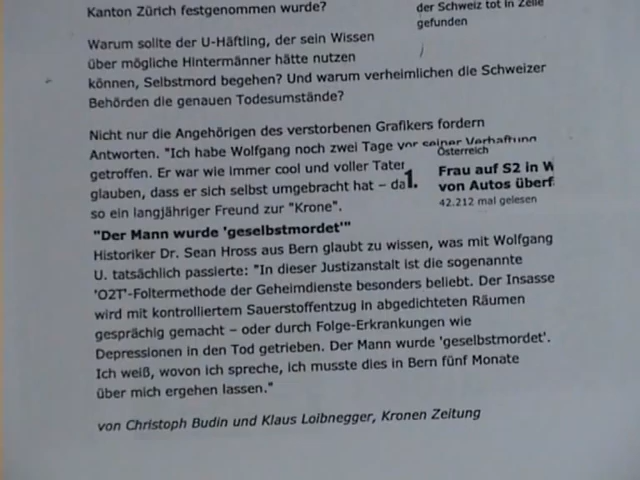 Kanton Zürich festgenommen wurde?
der Schweiz tot in Zelle
gefunden
Warum sollte der U-Häftling, der sein Wissen
über mögliche Hintermänner hätte nutzen
können, Selbstmord begehen? Und warum verheimlichen die Schweizer
Behörden die genauen Todesumstände?
Nicht nur die Angehörigen des verstorbenen Grafikers fordern
Antworten. "Ich habe Wolfgang noch zwei Tage vor seiner Verhaftung
getroffen. Er war wie immer cool und voller Taten
glauben, dass er sich selbst umgebracht hat – da
so ein langjähriger Freund zur "Krone".
1.
Österreich
Frau auf S2 in W
von Autos überf
42.212 mal gelesen
"Der Mann wurde 'geselbstmordet'"
Historiker Dr. Sean Hross aus Bern glaubt zu wissen, was mit Wolfgang
U. tatsächlich passierte: "In dieser Justizanstalt ist die sogenannte
'O2T'-Foltermethode der Geheimdienste besonders beliebt. Der Insasse
wird mit kontrolliertem Sauerstoffentzug in abgedichteten Räumen
gesprächig gemacht – oder durch Folge-Erkrankungen wie
Depressionen in den Tod getrieben. Der Mann wurde 'geselbstmordet'.
Ich weiß, wovon ich spreche, ich musste dies in Bern fünf Monate
über mich ergehen lassen."
von Christoph Budin und Klaus Loibnegger, Kronen Zeitung